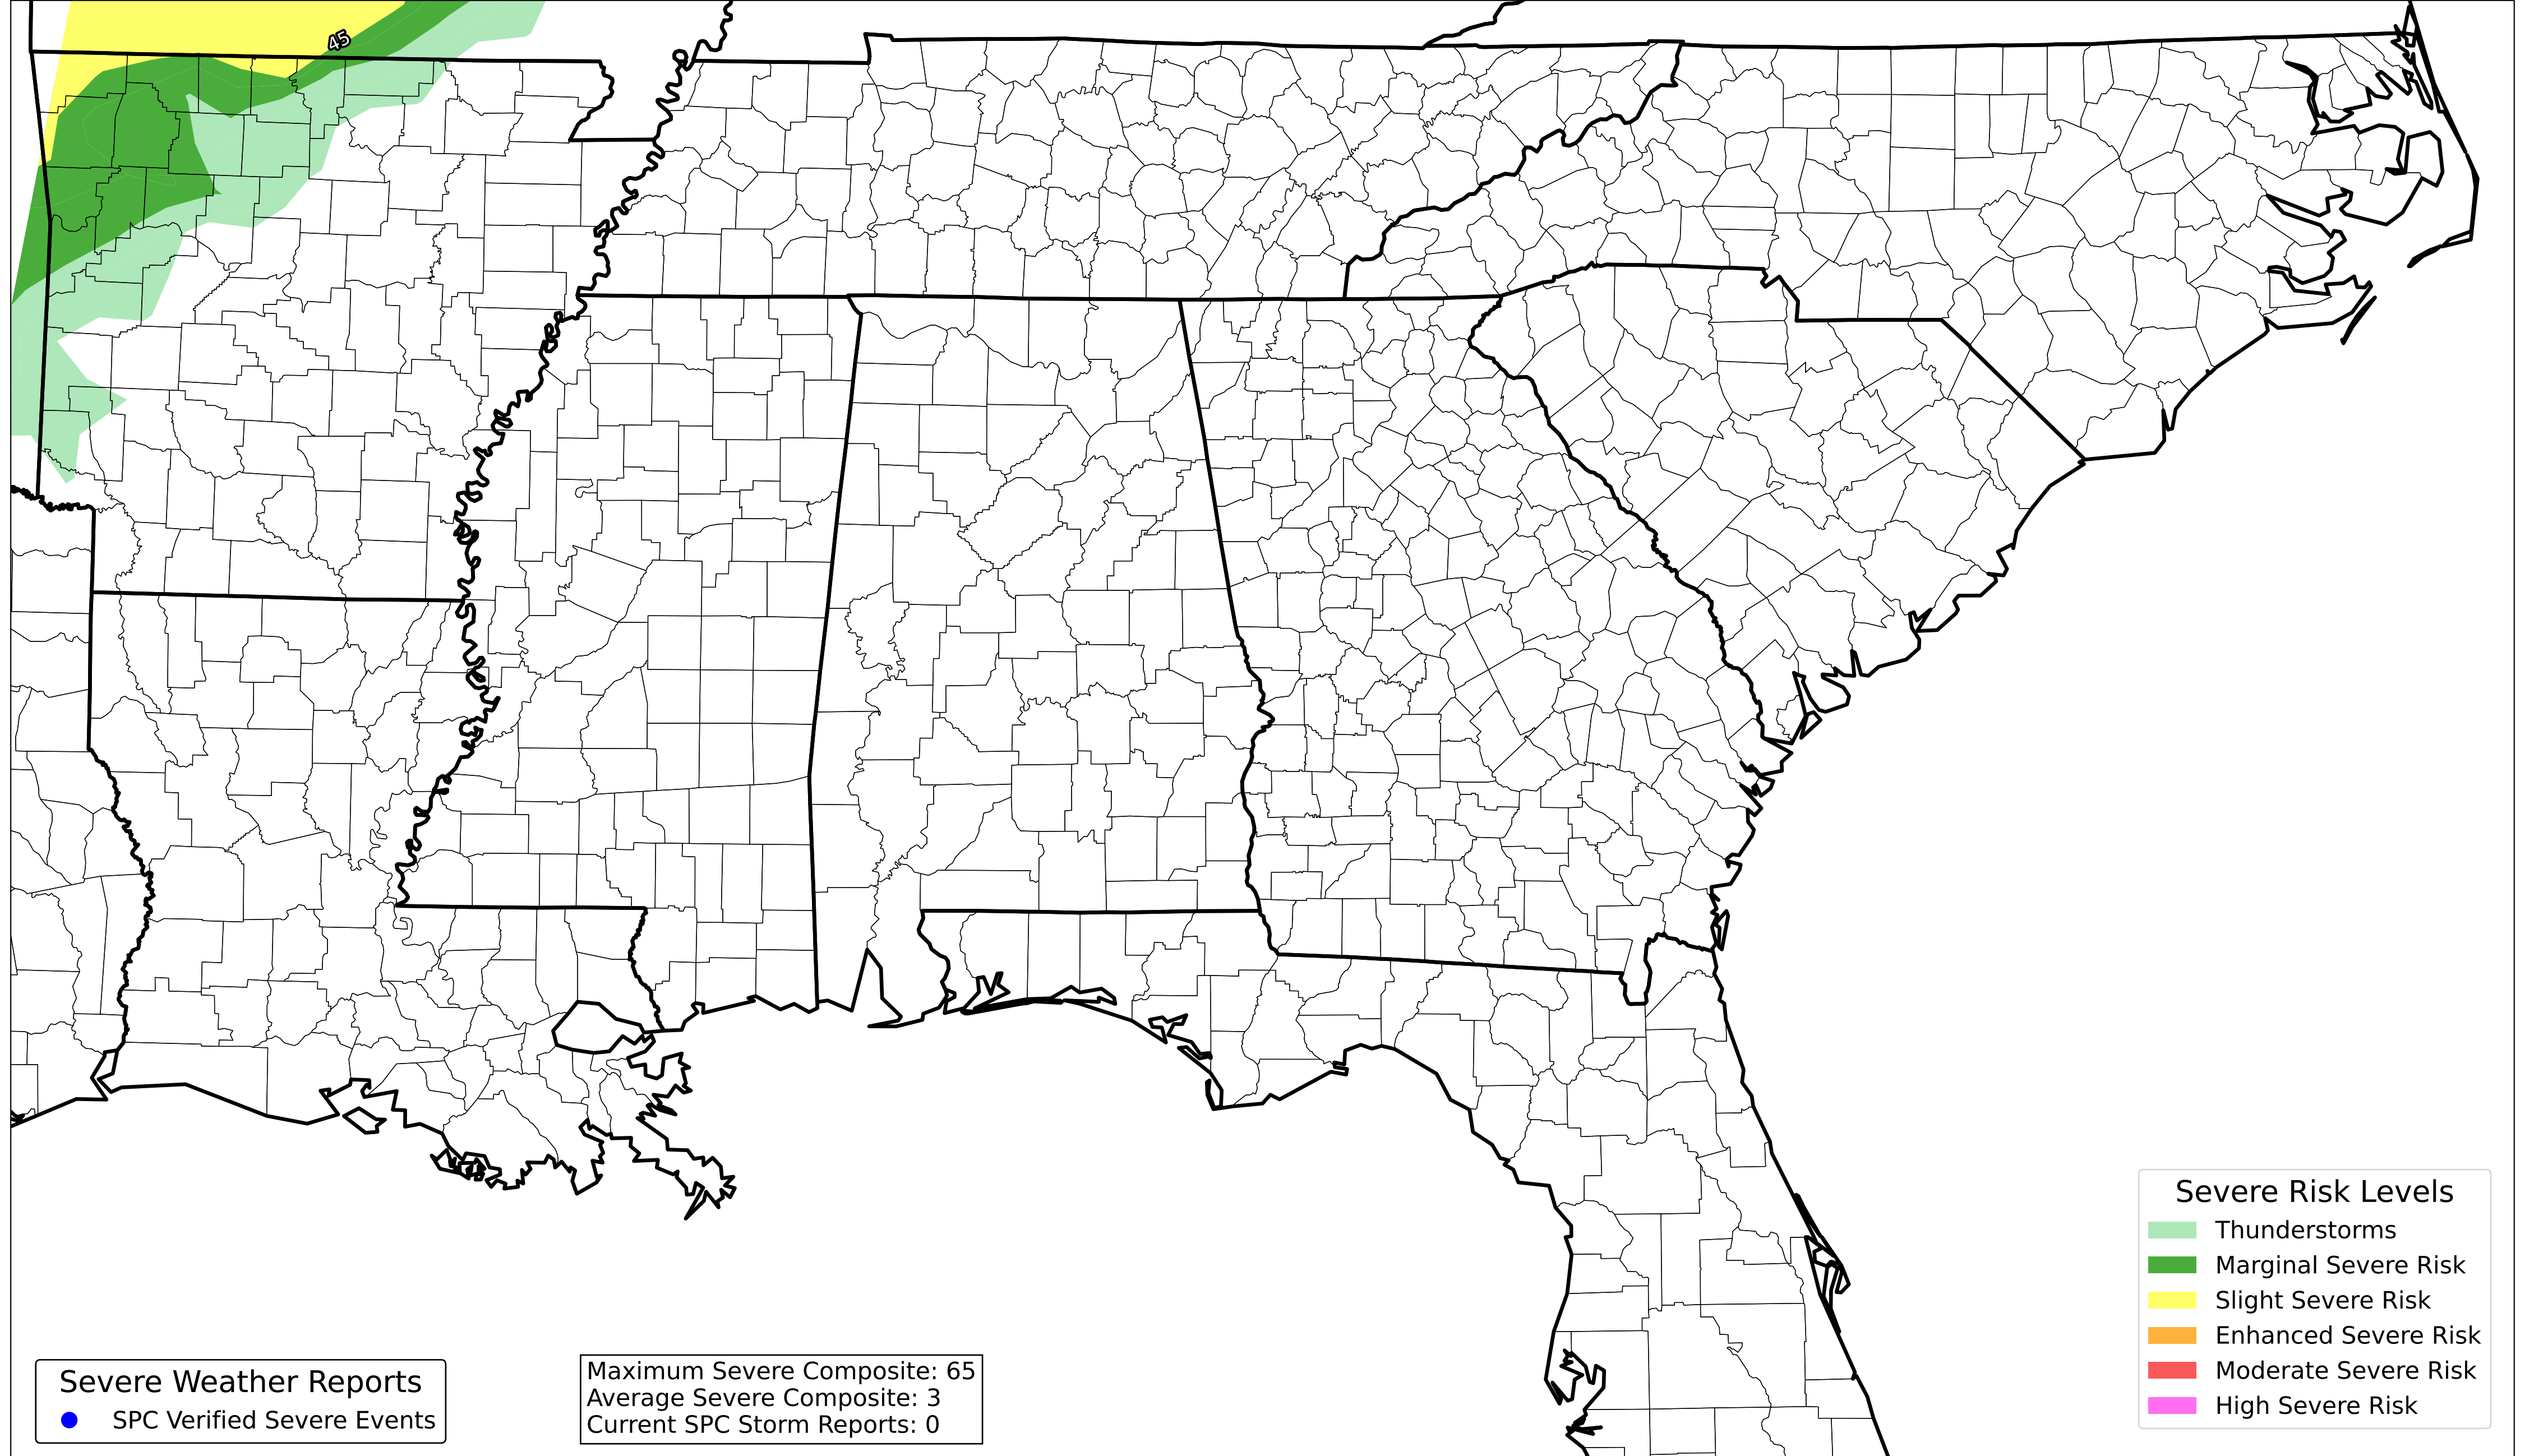 45
Severe Weather Reports
SPC Verified Severe Events
Maximum Severe Composite: 65
Average Severe Composite: 3
Current SPC Storm Reports: 0
Severe Risk Levels
Thunderstorms
Marginal Severe Risk
Slight Severe Risk
Enhanced Severe Risk
Moderate Severe Risk
High Severe Risk